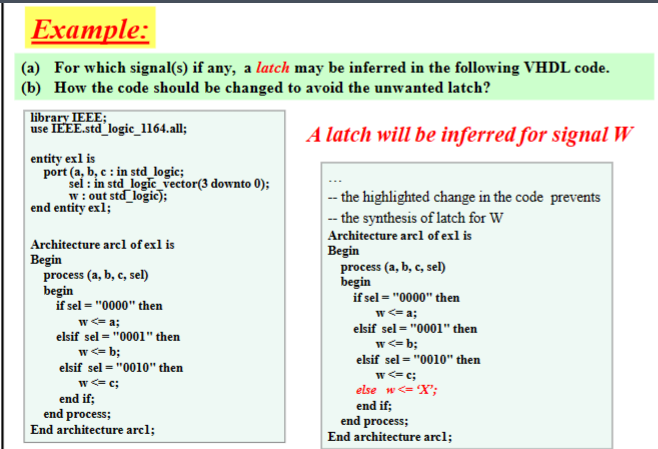 Example:
(a) For which signal(s) if any, a latch may be inferred in the following VHDL code.
(b) How the code should be changed to avoid the unwanted latch?
library IEEE;
use IEEE.std_logic_1164.all;
entity ex1 is
port (a, b, c : in std_logic;
sel : in std_logic_vector(3 downto 0);
w : out std_logic);
end entity ex1;
Architecture arc1 of ex1 is
Begin
process (a, b, c, sel)
begin
if sel = "0000" then
w <= a;
elsif sel = "0001" then
w <= b;
elsif sel = "0010" then
w <= c;
end if;
end process;
End architecture arc1;
A latch will be inferred for signal W
...
-- the highlighted change in the code prevents
-- the synthesis of latch for W
Architecture arc1 of ex1 is
Begin
process (a, b, c, sel)
begin
if sel = "0000" then
w <= a;
elsif sel = "0001" then
w <= b;
elsif sel = "0010" then
w <= c;
else w <= ‘X’;
end if;
end process;
End architecture arc1;